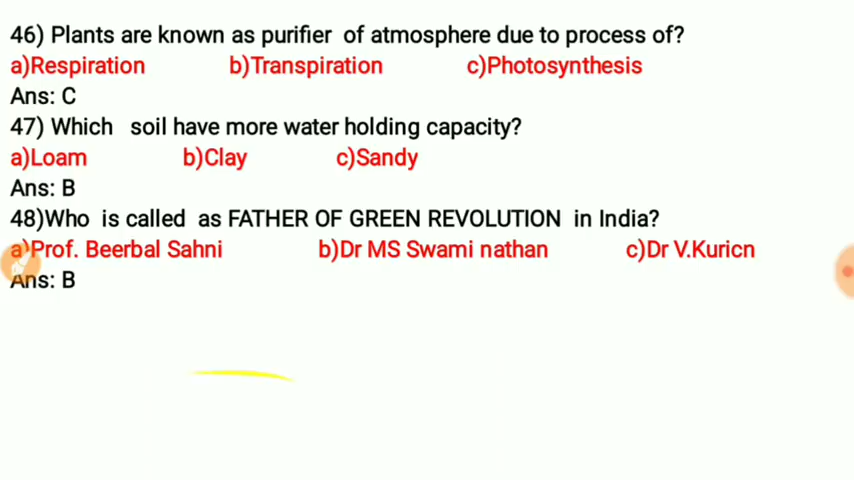 46) Plants are known as purifier of atmosphere due to process of?
a)Respiration b)Transpiration c)Photosynthesis
Ans: C
47) Which soil have more water holding capacity?
a)Loam b)Clay c)Sandy
Ans: B
48)Who is called as FATHER OF GREEN REVOLUTION in India?
a)Prof. Beerbal Sahni b)Dr MS Swami nathan c)Dr V.Kuricn
Ans: B